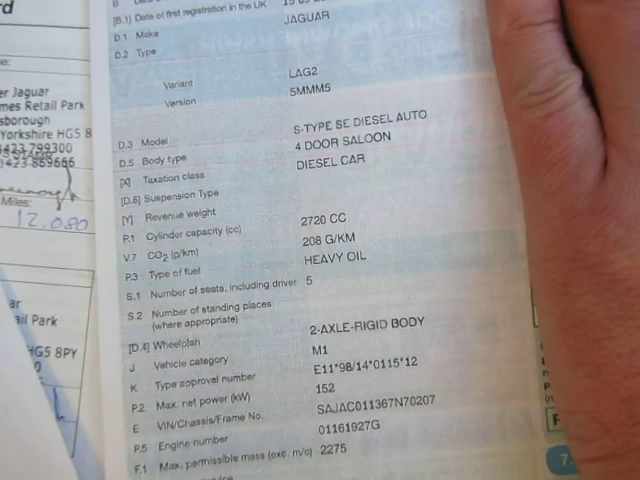 [B.1] Date of first registration in the UK
D.1 Make JAGUAR
D.2 Type
Variant LAG2
Version 5MMM5
D.3 Model S-TYPE SE DIESEL AUTO
D.5 Body type 4 DOOR SALOON
[X] Taxation class DIESEL CAR
[D.6] Suspension Type
[Y] Revenue weight
P.1 Cylinder capacity (cc) 2720 CC
V.7 CO2 (g/km) 208 G/KM
P.3 Type of fuel HEAVY OIL
S.1 Number of seats, including driver 5
S.2 Number of standing places
(where appropriate)
[D.4] Wheelplan 2-AXLE-RIGID BODY
J Vehicle category M1
K Type approval number E11*98/14*0115*12
P.2 Max. net power (kW) 152
E VIN/Chassis/Frame No. SAJAC011367N70207
P.5 Engine number 01161927G
F.1 Max. permissible mass (exc. m/c) 2275
er Jaguar
mes Retail Park
sborough
Yorkshire HG5 8
423 799300
423 869666
Miles:
12.080
ar
ail Park
HG5 8PY
0
7.